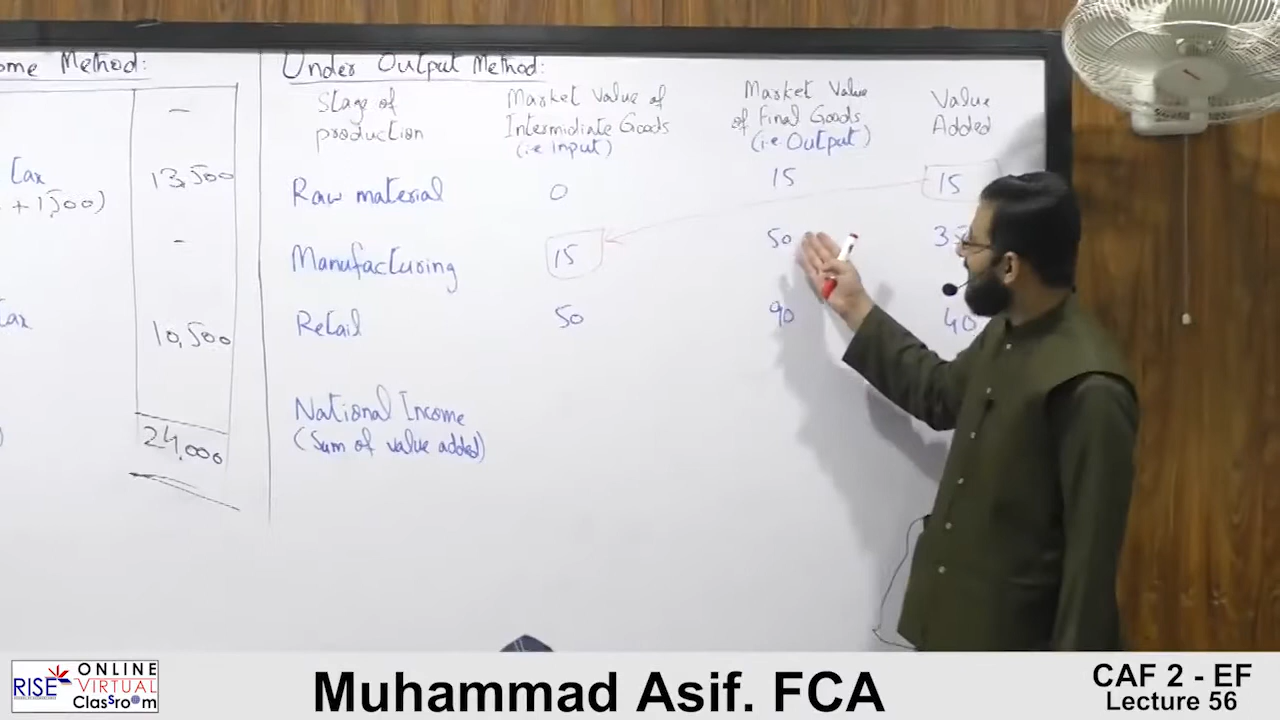 ome Method:
-
tax
13,500
+ 1,500)
-
tax
10,500
)
24,000
Under Output Method:
Stage of production
Market Value of Intermidiate Goods (i.e Input)
Market Value of Final Goods (i.e. Output)
Value Added
Raw material 0 15 15
Manufacturing 15 50 35
Retail 50 90 40
National Income
(Sum of value added)
RISE ONLINE VIRTUAL Classroom
Muhammad Asif. FCA
CAF 2 - EF
Lecture 56